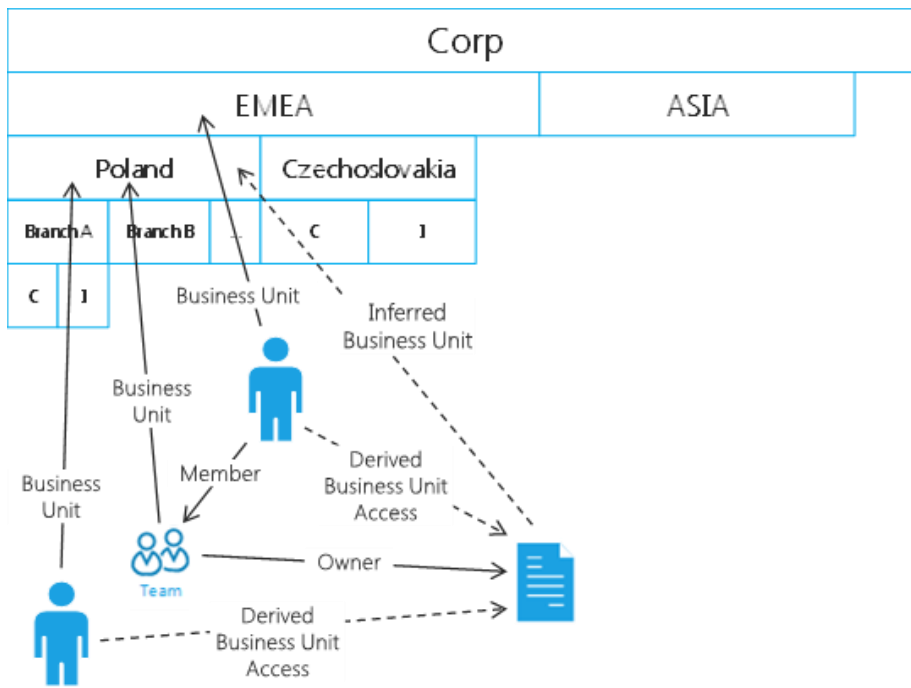 Corp
EMEA
ASIA
Poland
Czechoslovakia
Branch A
Branch B
...
C
I
C
I
Business Unit
Inferred
Business Unit
Business
Unit
Member
Derived
Business Unit
Access
Business
Unit
Owner
Team
Derived
Business Unit
Access